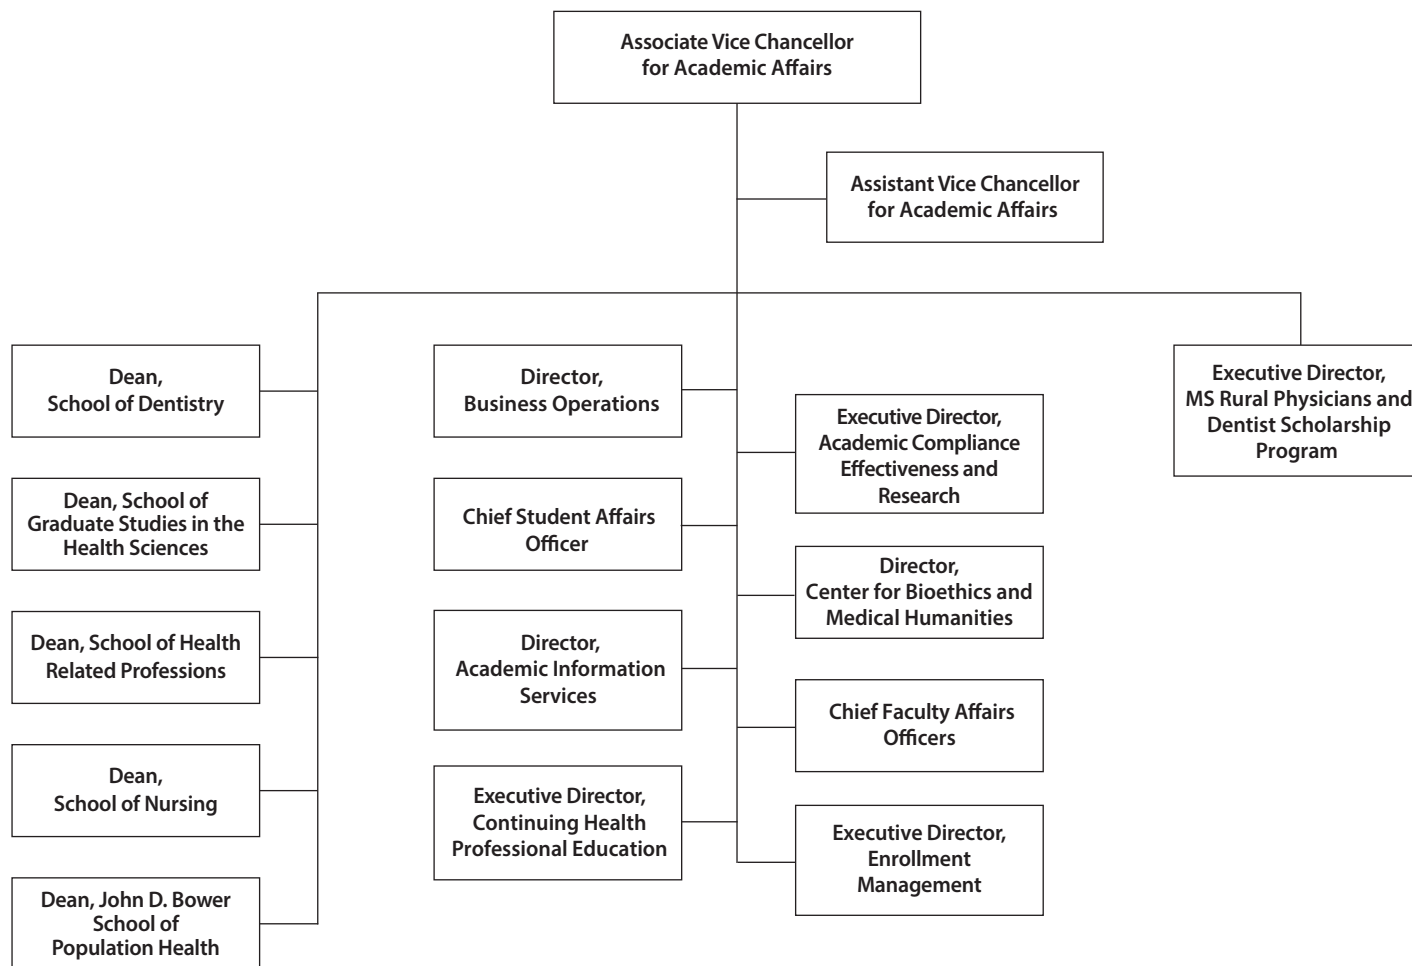 Associate Vice Chancellor
for Academic Affairs
Assistant Vice Chancellor
for Academic Affairs
Dean,
School of Dentistry
Dean, School of
Graduate Studies in the
Health Sciences
Dean, School of Health
Related Professions
Dean,
School of Nursing
Dean, John D. Bower
School of
Population Health
Director,
Business Operations
Chief Student Affairs
Officer
Director,
Academic Information
Services
Executive Director,
Continuing Health
Professional Education
Executive Director,
Academic Compliance
Effectiveness and
Research
Director,
Center for Bioethics and
Medical Humanities
Chief Faculty Affairs
Officers
Executive Director,
Enrollment
Management
Executive Director,
MS Rural Physicians and
Dentist Scholarship
Program